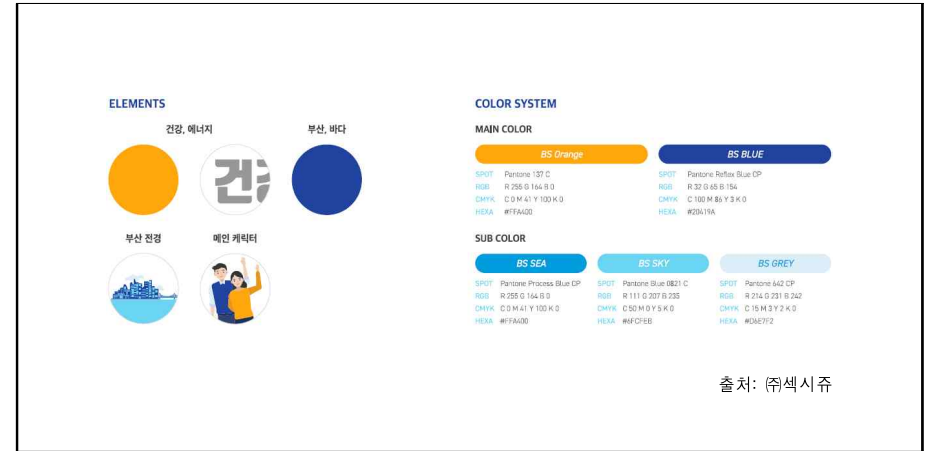 ELEMENTS
건강, 에너지
부산, 바다
건강
부산 전경
메인 케릭터
COLOR SYSTEM
MAIN COLOR
BS Orange
SPOT Pantone 137 C
RGB R 255 G 164 B 0
CMYK C 0 M 41 Y 100 K 0
HEXA #FFA400
BS BLUE
SPOT Pantone Reflex Blue CP
RGB R 32 G 65 B 154
CMYK C 100 M 86 Y 3 K 0
HEXA #20419A
SUB COLOR
BS SEA
SPOT Pantone Process Blue CP
RGB R 255 G 164 B 0
CMYK C 0 M 41 Y 100 K 0
HEXA #FFA400
BS SKY
SPOT Pantone Blue 0821 C
RGB R 111 G 207 B 235
CMYK C 50 M 0 Y 5 K 0
HEXA #6FCFEB
BS GREY
SPOT Pantone 642 CP
RGB R 214 G 231 B 242
CMYK C 15 M 3 Y 2 K 0
HEXA #D6E7F2
출처: ㈜섹시쥬